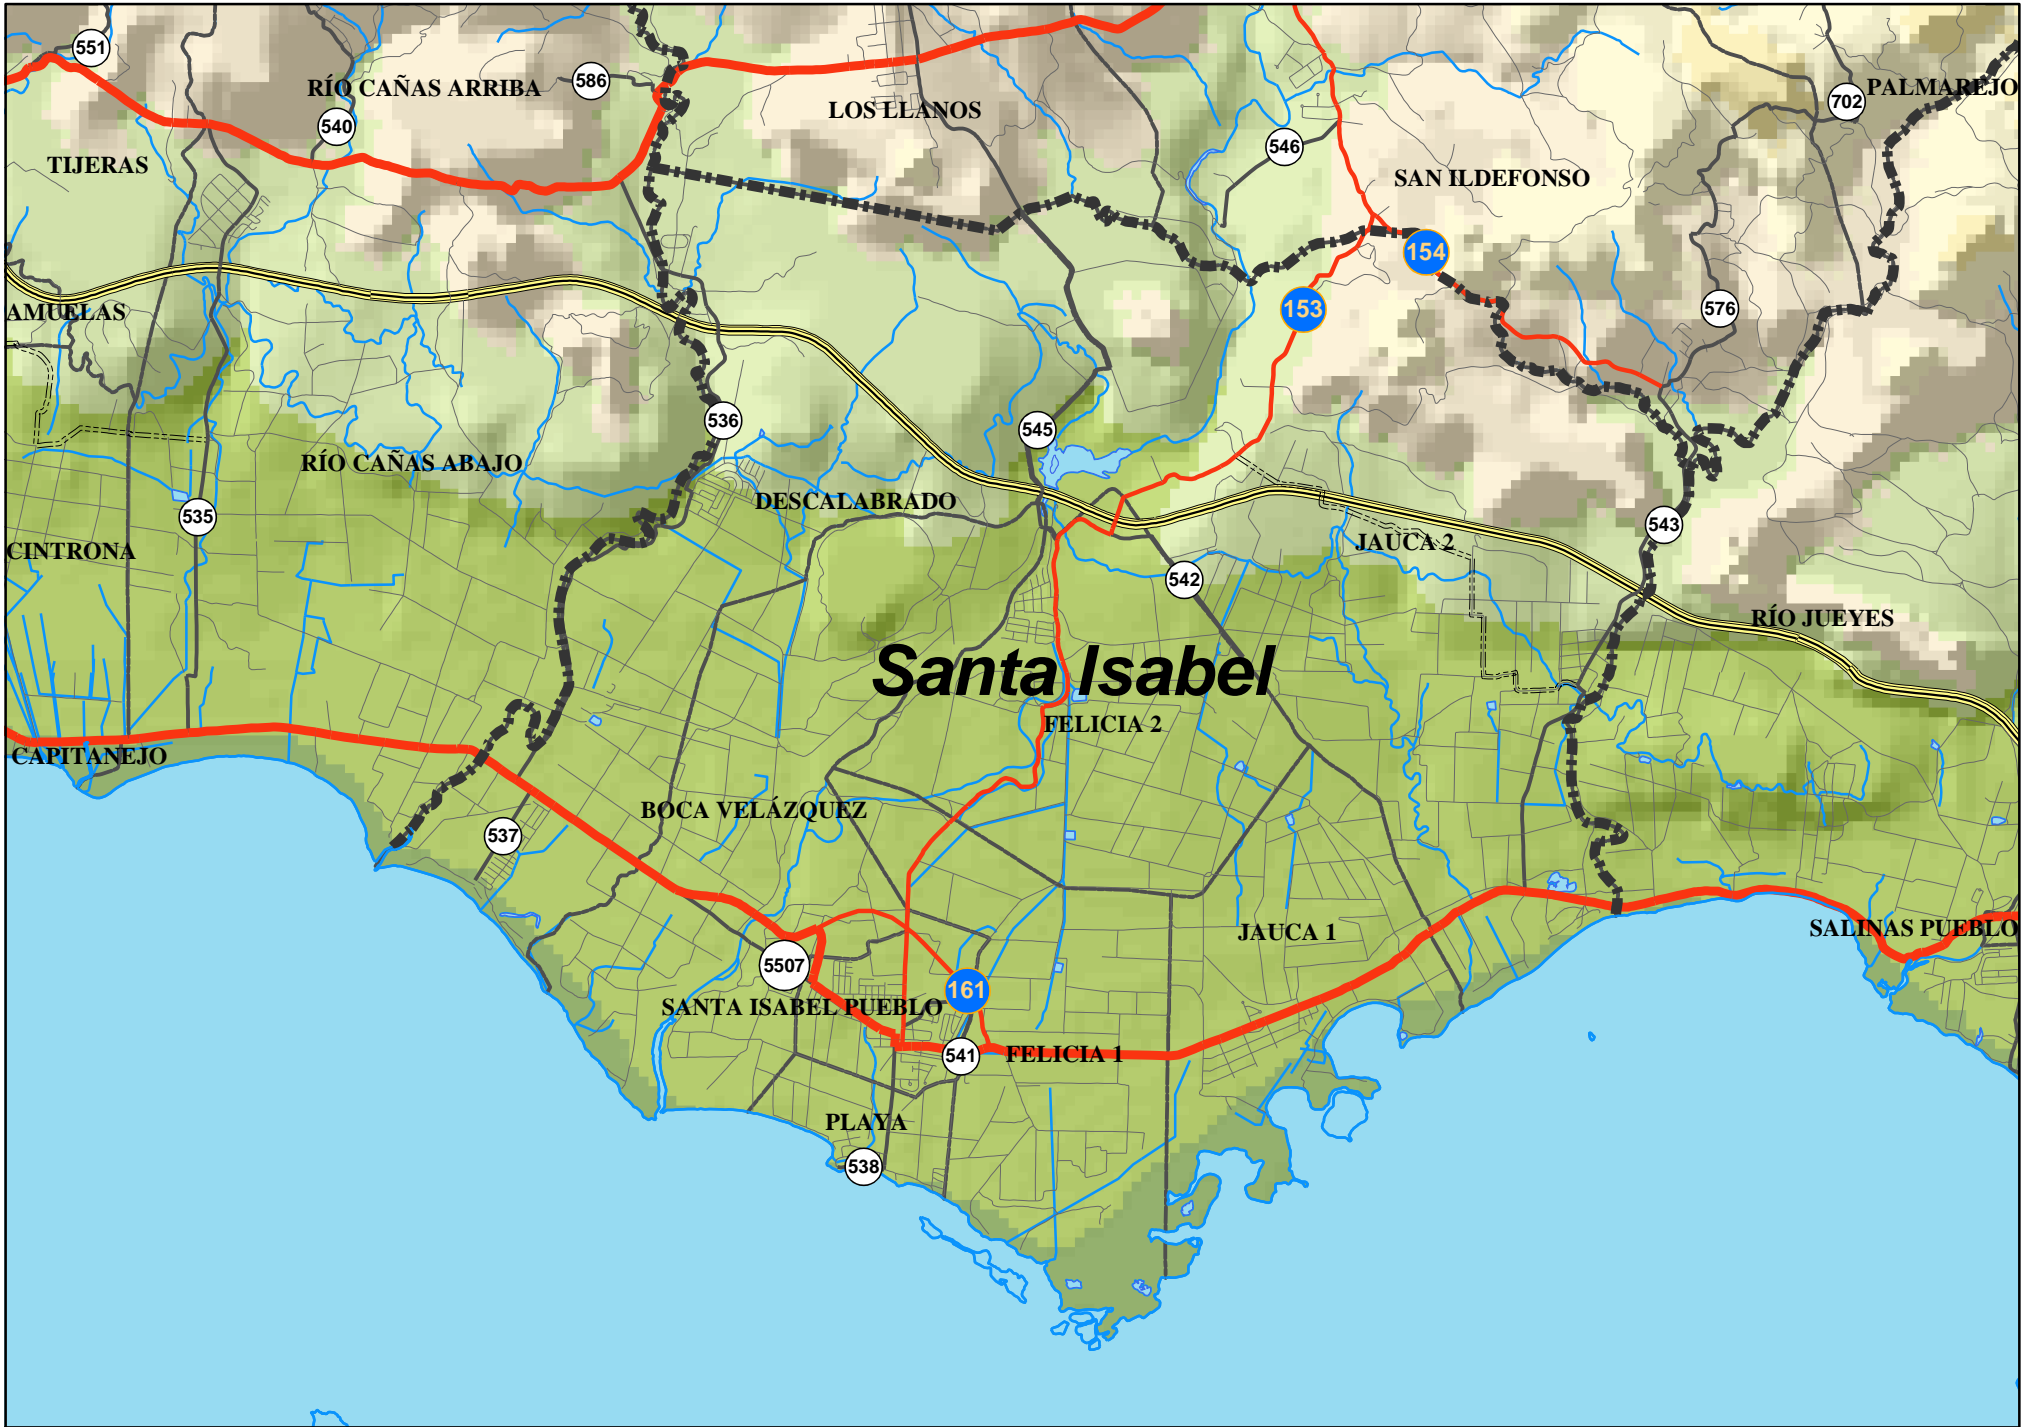 551
RÍO CAÑAS ARRIBA
586
540
TIJERAS
LOS LLANOS
546
702
PALMAREJO
SAN ILDEFONSO
154
153
576
AMUELAS
536
545
RÍO CAÑAS ABAJO
DESCALABRADO
535
543
CINTRONA
JAUCA 2
542
RÍO JUEYES
Santa Isabel
FELICIA 2
CAPITANEJO
BOCA VELÁZQUEZ
537
JAUCA 1
SALINAS PUEBLO
5507
161
SANTA ISABEL PUEBLO
541
FELICIA 1
PLAYA
538